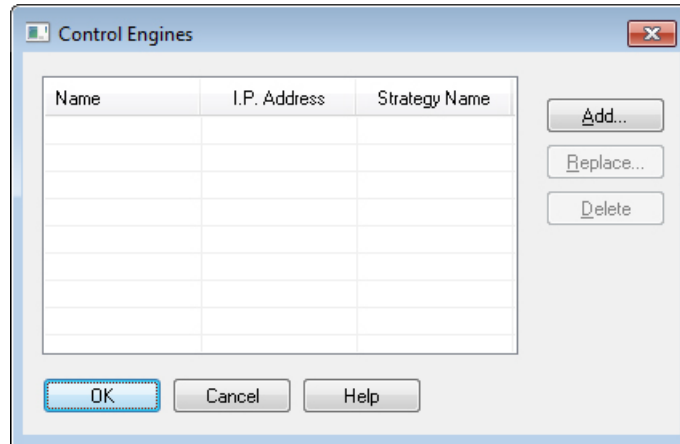 Control Engines
Name I.P. Address Strategy Name
Add...
Replace...
Delete
OK Cancel Help